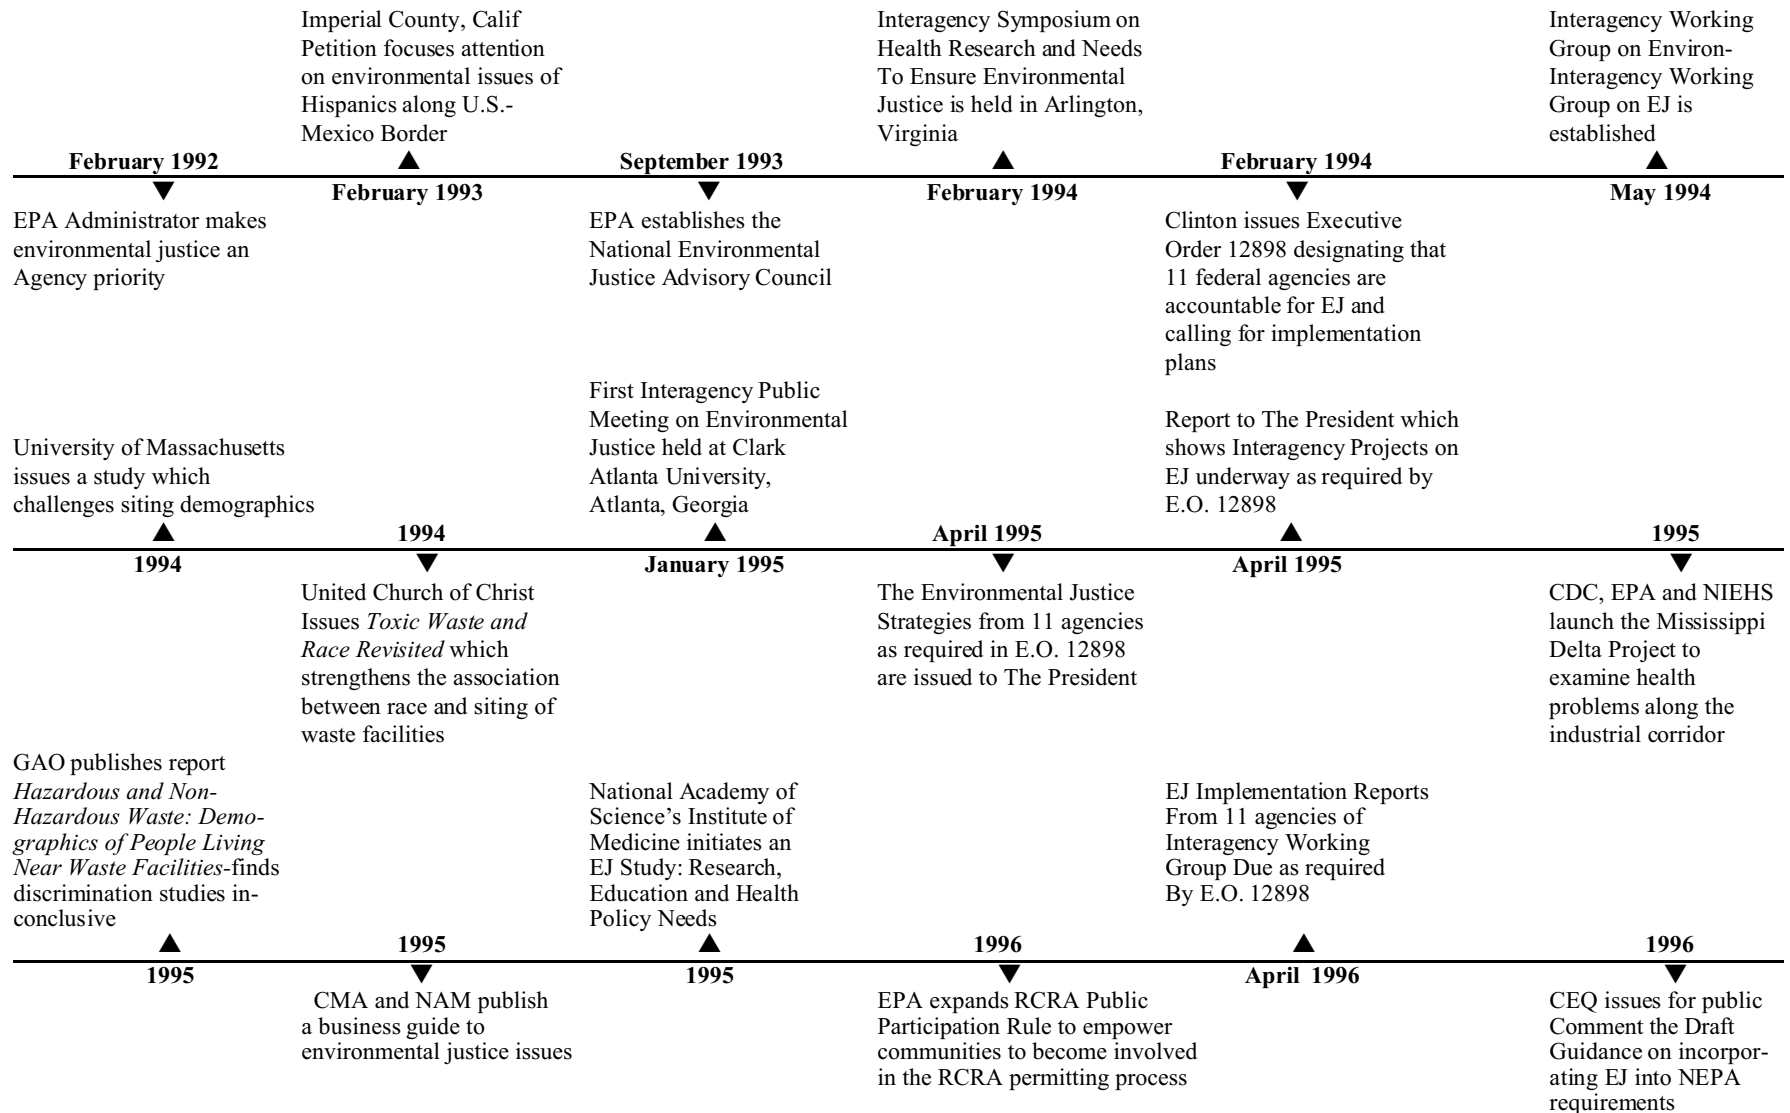 Imperial County, Calif
Petition focuses attention
on environmental issues of
Hispanics along U.S.-
Mexico Border
Interagency Symposium on
Health Research and Needs
To Ensure Environmental
Justice is held in Arlington,
Virginia
Interagency Working
Group on Environ-
Interagency Working
Group on EJ is
established
February 1992
September 1993
February 1994
February 1993
February 1994
May 1994
EPA Administrator makes
environmental justice an
Agency priority
EPA establishes the
National Environmental
Justice Advisory Council
Clinton issues Executive
Order 12898 designating that
11 federal agencies are
accountable for EJ and
calling for implementation
plans
University of Massachusetts
issues a study which
challenges siting demographics
First Interagency Public
Meeting on Environmental
Justice held at Clark
Atlanta University,
Atlanta, Georgia
Report to The President which
shows Interagency Projects on
EJ underway as required by
E.O. 12898
1994
April 1995
1995
1994
January 1995
April 1995
United Church of Christ
Issues Toxic Waste and
Race Revisited which
strengthens the association
between race and siting of
waste facilities
The Environmental Justice
Strategies from 11 agencies
as required in E.O. 12898
are issued to The President
CDC, EPA and NIEHS
launch the Mississippi
Delta Project to
examine health
problems along the
industrial corridor
GAO publishes report
Hazardous and Non-
Hazardous Waste: Demo-
graphics of People Living
Near Waste Facilities-finds
discrimination studies in-
conclusive
National Academy of
Science's Institute of
Medicine initiates an
EJ Study: Research,
Education and Health
Policy Needs
EJ Implementation Reports
From 11 agencies of
Interagency Working
Group Due as required
By E.O. 12898
1995
1996
1996
1995
1995
April 1996
CMA and NAM publish
a business guide to
environmental justice issues
EPA expands RCRA Public
Participation Rule to empower
communities to become involved
in the RCRA permitting process
CEQ issues for public
Comment the Draft
Guidance on incorpor-
ating EJ into NEPA
requirements